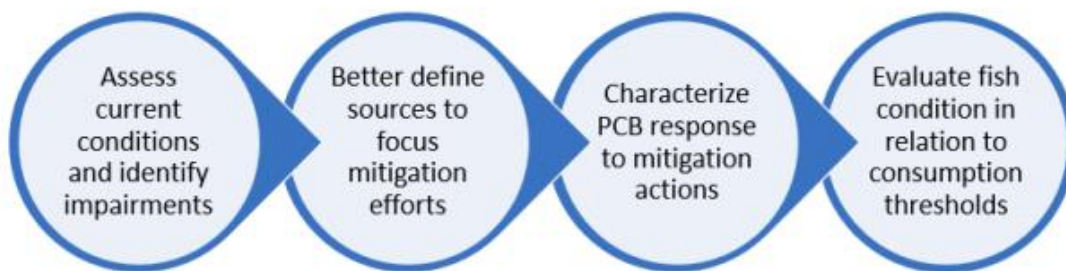 Assess
current
conditions
and identify
impairments
Better define
sources to
focus
mitigation
efforts
Characterize
PCB response
to mitigation
actions
Evaluate fish
condition in
relation to
consumption
thresholds